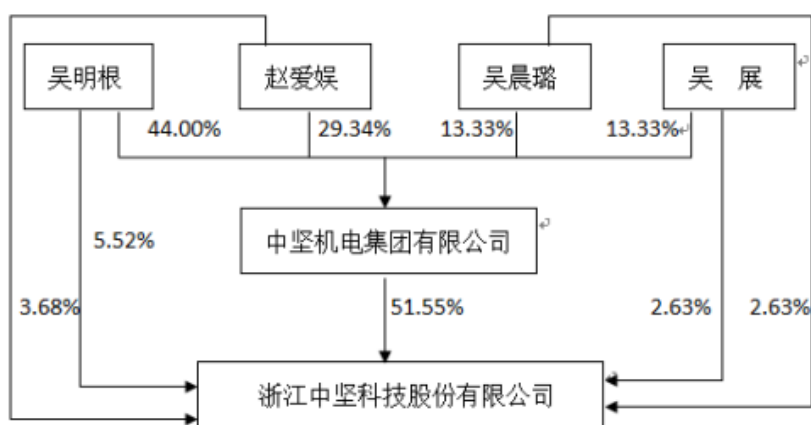 吴明根 赵爱娱 吴晨璐 吴 展
44.00% 29.34% 13.33% 13.33%
中坚机电集团有限公司
5.52%
3.68% 51.55% 2.63% 2.63%
浙江中坚科技股份有限公司